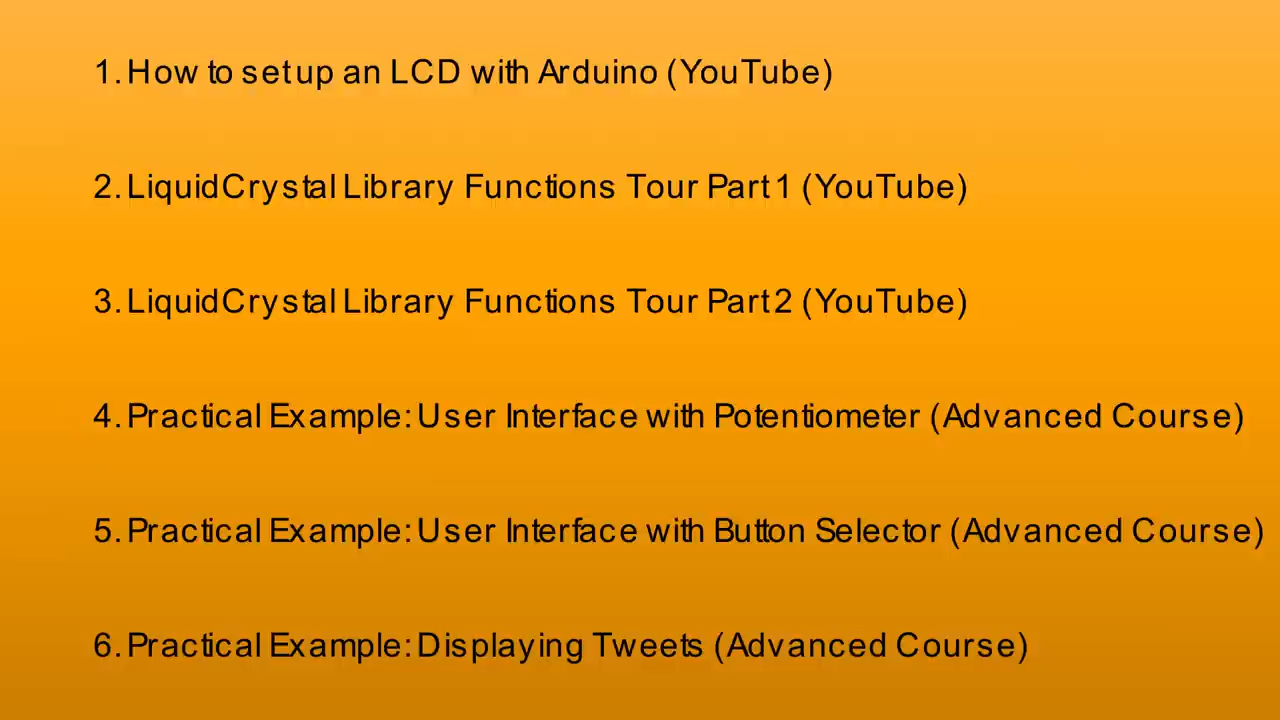 1. How to setup an LCD with Arduino (YouTube)
2. LiquidCrystal Library Functions Tour Part 1 (YouTube)
3. LiquidCrystal Library Functions Tour Part 2 (YouTube)
4. Practical Example: User Interface with Potentiometer (Advanced Course)
5. Practical Example: User Interface with Button Selector (Advanced Course)
6. Practical Example: Displaying Tweets (Advanced Course)